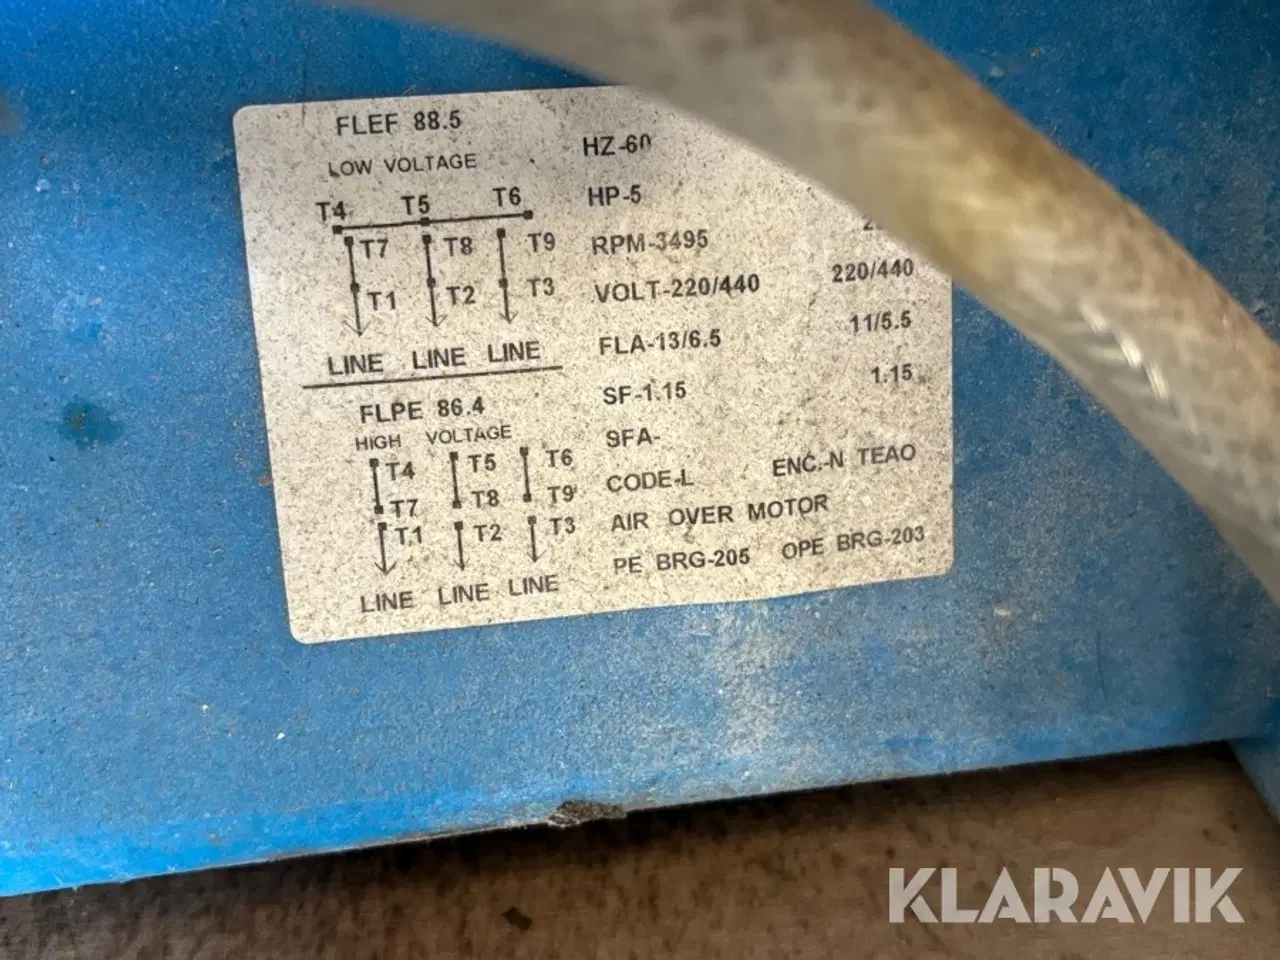 FLEF 88.5
LOW VOLTAGE
T4 T5 T6
T7 T8 T9
T1 T2 T3
LINE LINE LINE
FLPE 86.4
HIGH VOLTAGE
T4 T5 T6
T7 T8 T9
T1 T2 T3
LINE LINE LINE
HZ-60
HP-5
RPM-3495
VOLT-220/440 220/440
FLA-13/6.5 11/5.5
SF-1.15 1.15
SFA-
CODE-L ENC.-N TEAO
AIR OVER MOTOR
PE BRG-205 OPE BRG-203
KLARAVIK